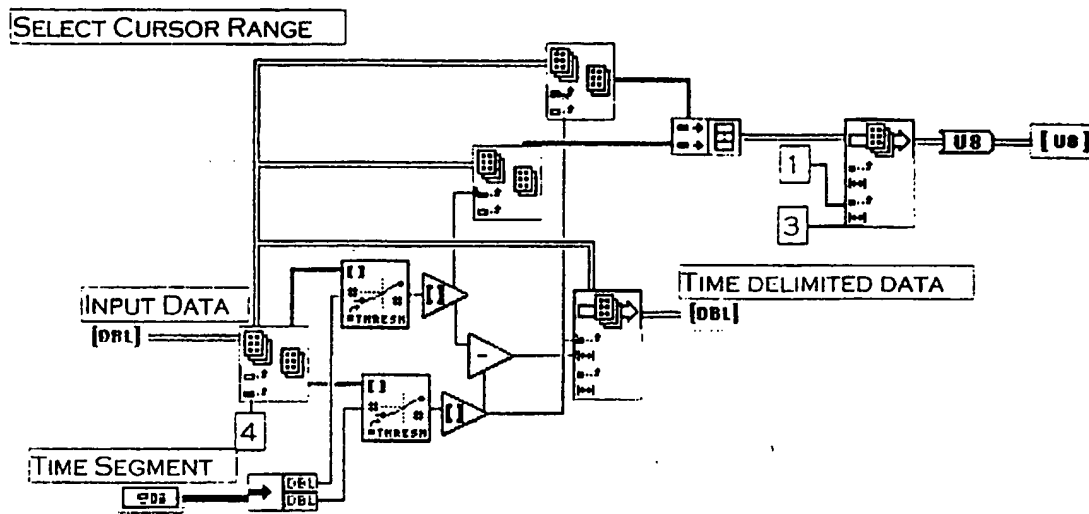 SELECT CURSOR RANGE
U8
[U8]
1
3
TIME DELIMITED DATA
[DBL]
INPUT DATA
[DBL]
[ ]
THRESH
[ ]
[ ]
THRESH
[ ]
4
TIME SEGMENT
DBL
DBL